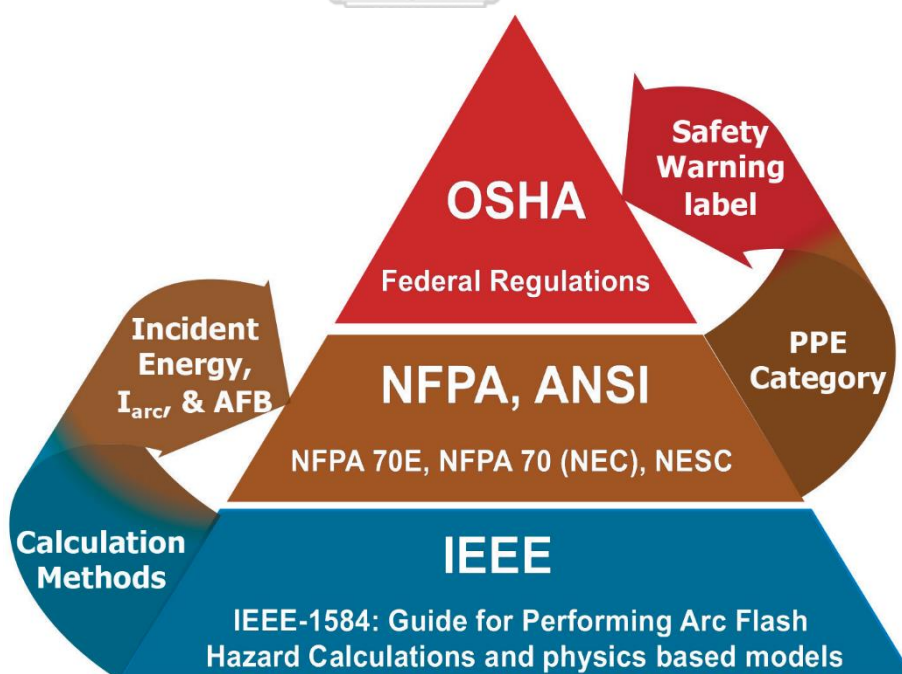 OSHA
Federal Regulations
Safety
Warning
label
PPE
Category
NFPA, ANSI
NFPA 70E, NFPA 70 (NEC), NESC
Incident
Energy,
Iarc, & AFB
Calculation
Methods
IEEE
IEEE-1584: Guide for Performing Arc Flash
Hazard Calculations and physics based models